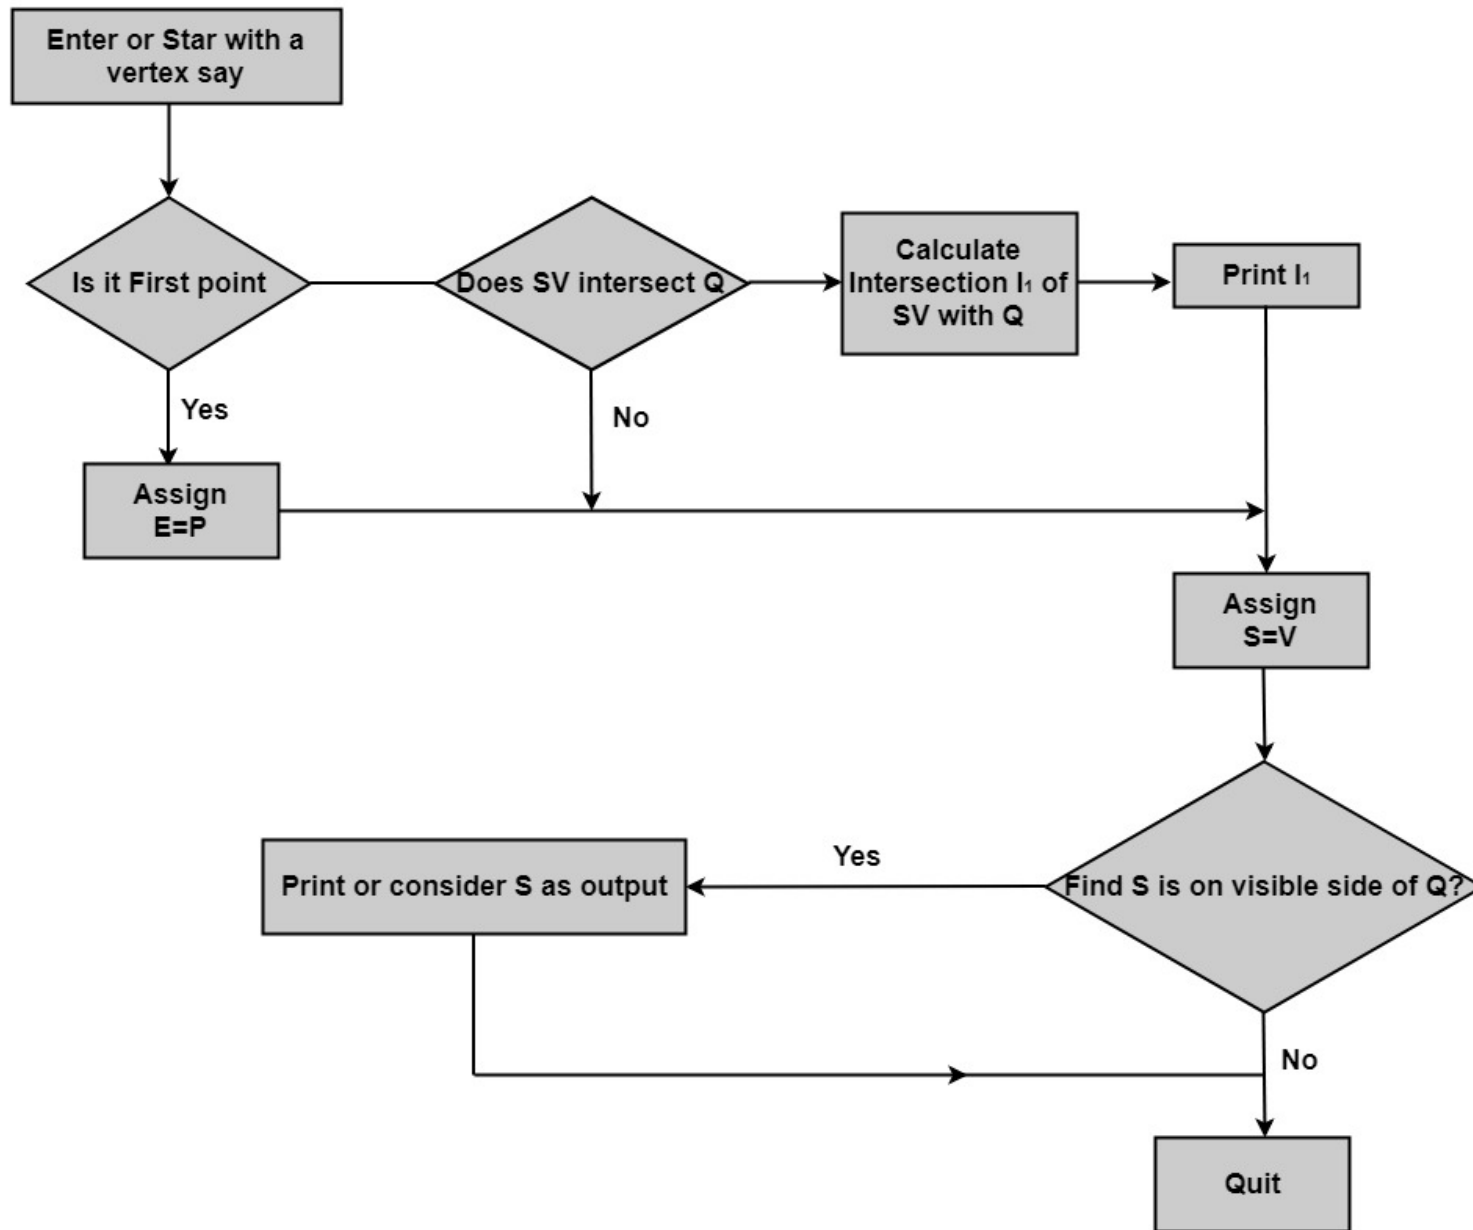 Enter or Star with a
vertex say
Is it First point
Does SV intersect Q
Calculate
Intersection I₁ of
SV with Q
Print I₁
Yes
No
Assign
E=P
Assign
S=V
Yes
Print or consider S as output
Find S is on visible side of Q?
No
Quit